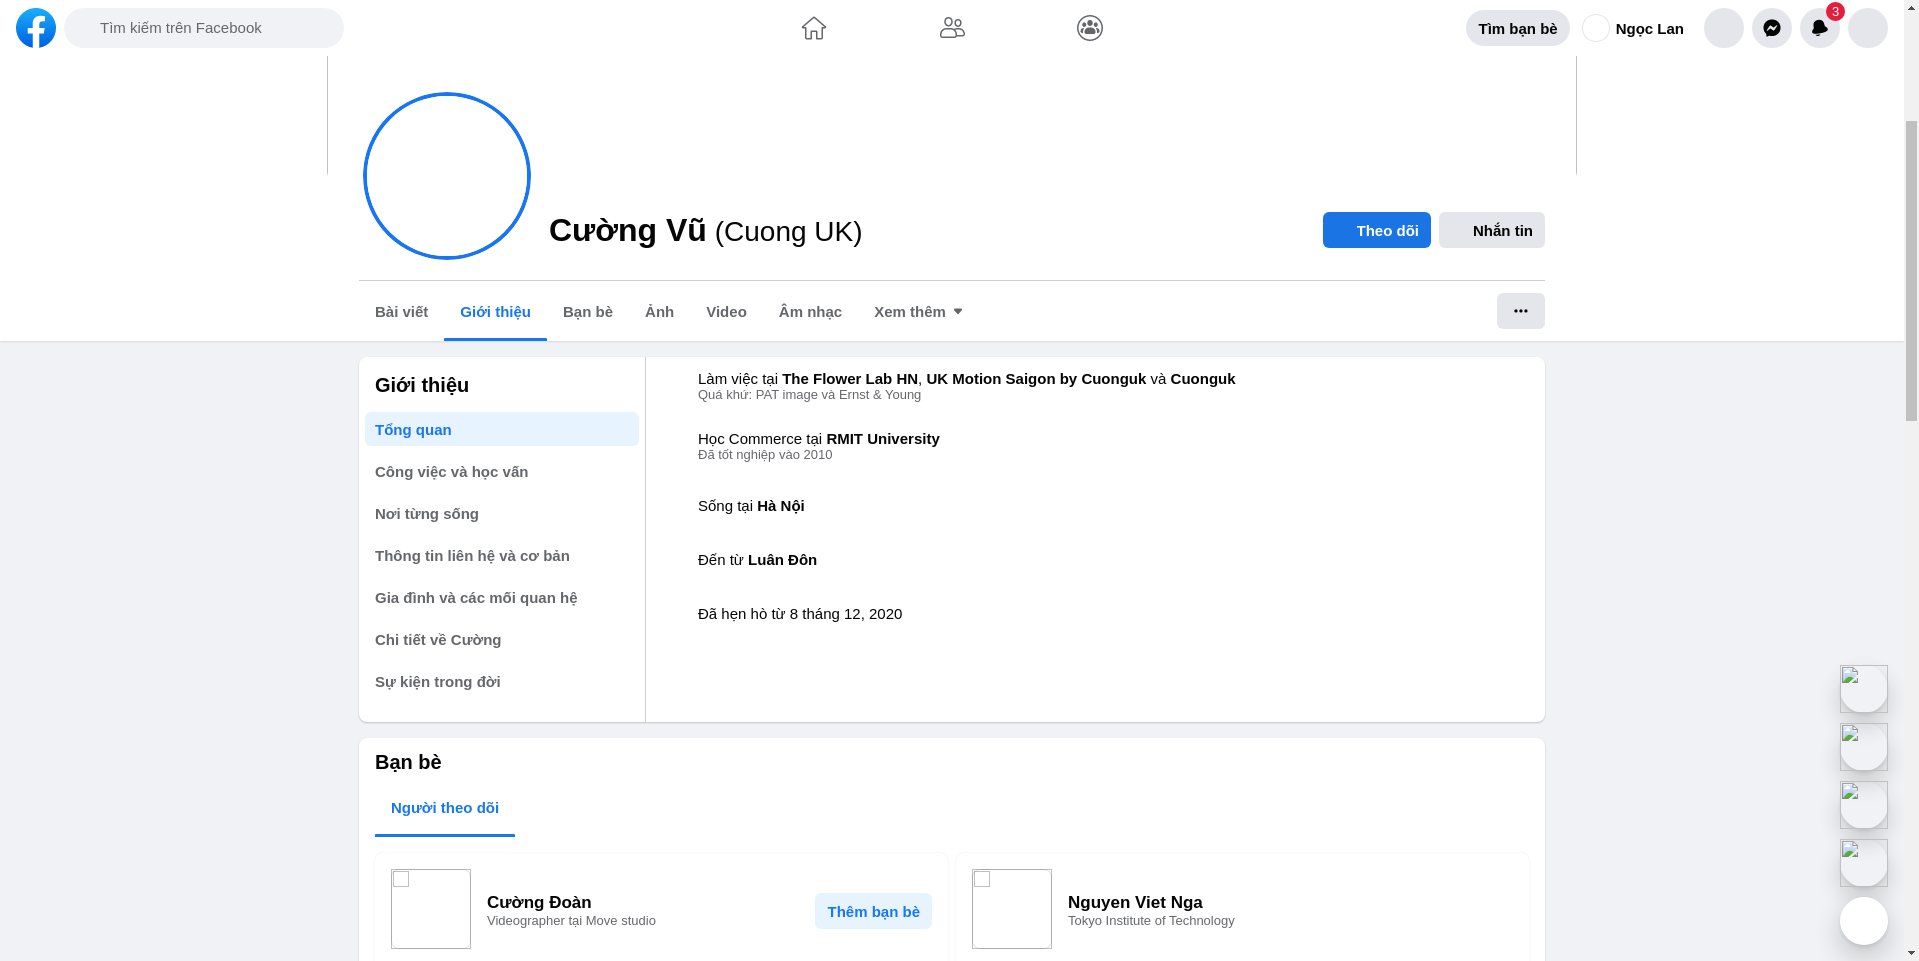 Tìm kiếm trên Facebook
Tìm bạn bè
Ngọc Lan
3
Cường Vũ (Cuong UK)
Theo dõi
Nhắn tin
Bài viết
Giới thiệu
Bạn bè
Ảnh
Video
Âm nhạc
Xem thêm
Giới thiệu
Tổng quan
Công việc và học vấn
Nơi từng sống
Thông tin liên hệ và cơ bản
Gia đình và các mối quan hệ
Chi tiết về Cường
Sự kiện trong đời
Làm việc tại The Flower Lab HN, UK Motion Saigon by Cuonguk và Cuonguk
Quá khứ: PAT image và Ernst & Young
Học Commerce tại RMIT University
Đã tốt nghiệp vào 2010
Sống tại Hà Nội
Đến từ Luân Đôn
Đã hẹn hò từ 8 tháng 12, 2020
Bạn bè
Người theo dõi
Cường Đoàn
Videographer tại Move studio
Thêm bạn bè
Nguyen Viet Nga
Tokyo Institute of Technology